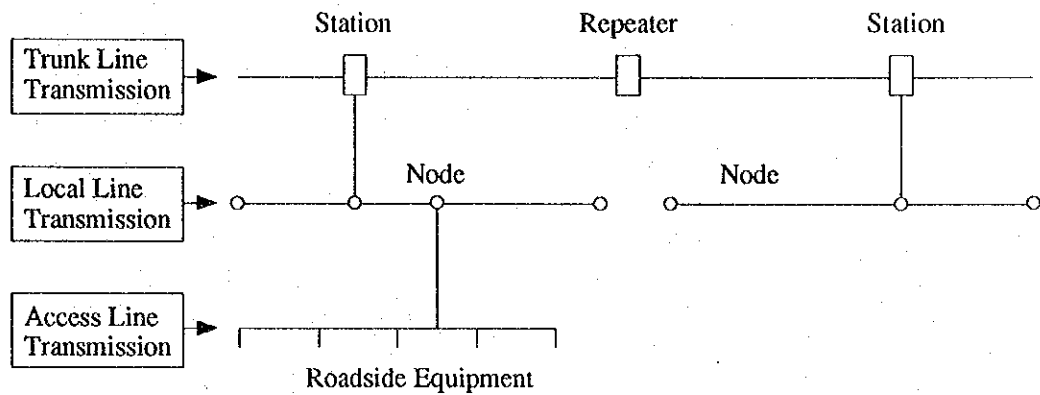 Station Repeater Station
Trunk Line
Transmission
Local Line
Transmission
Node Node
Access Line
Transmission
Roadside Equipment